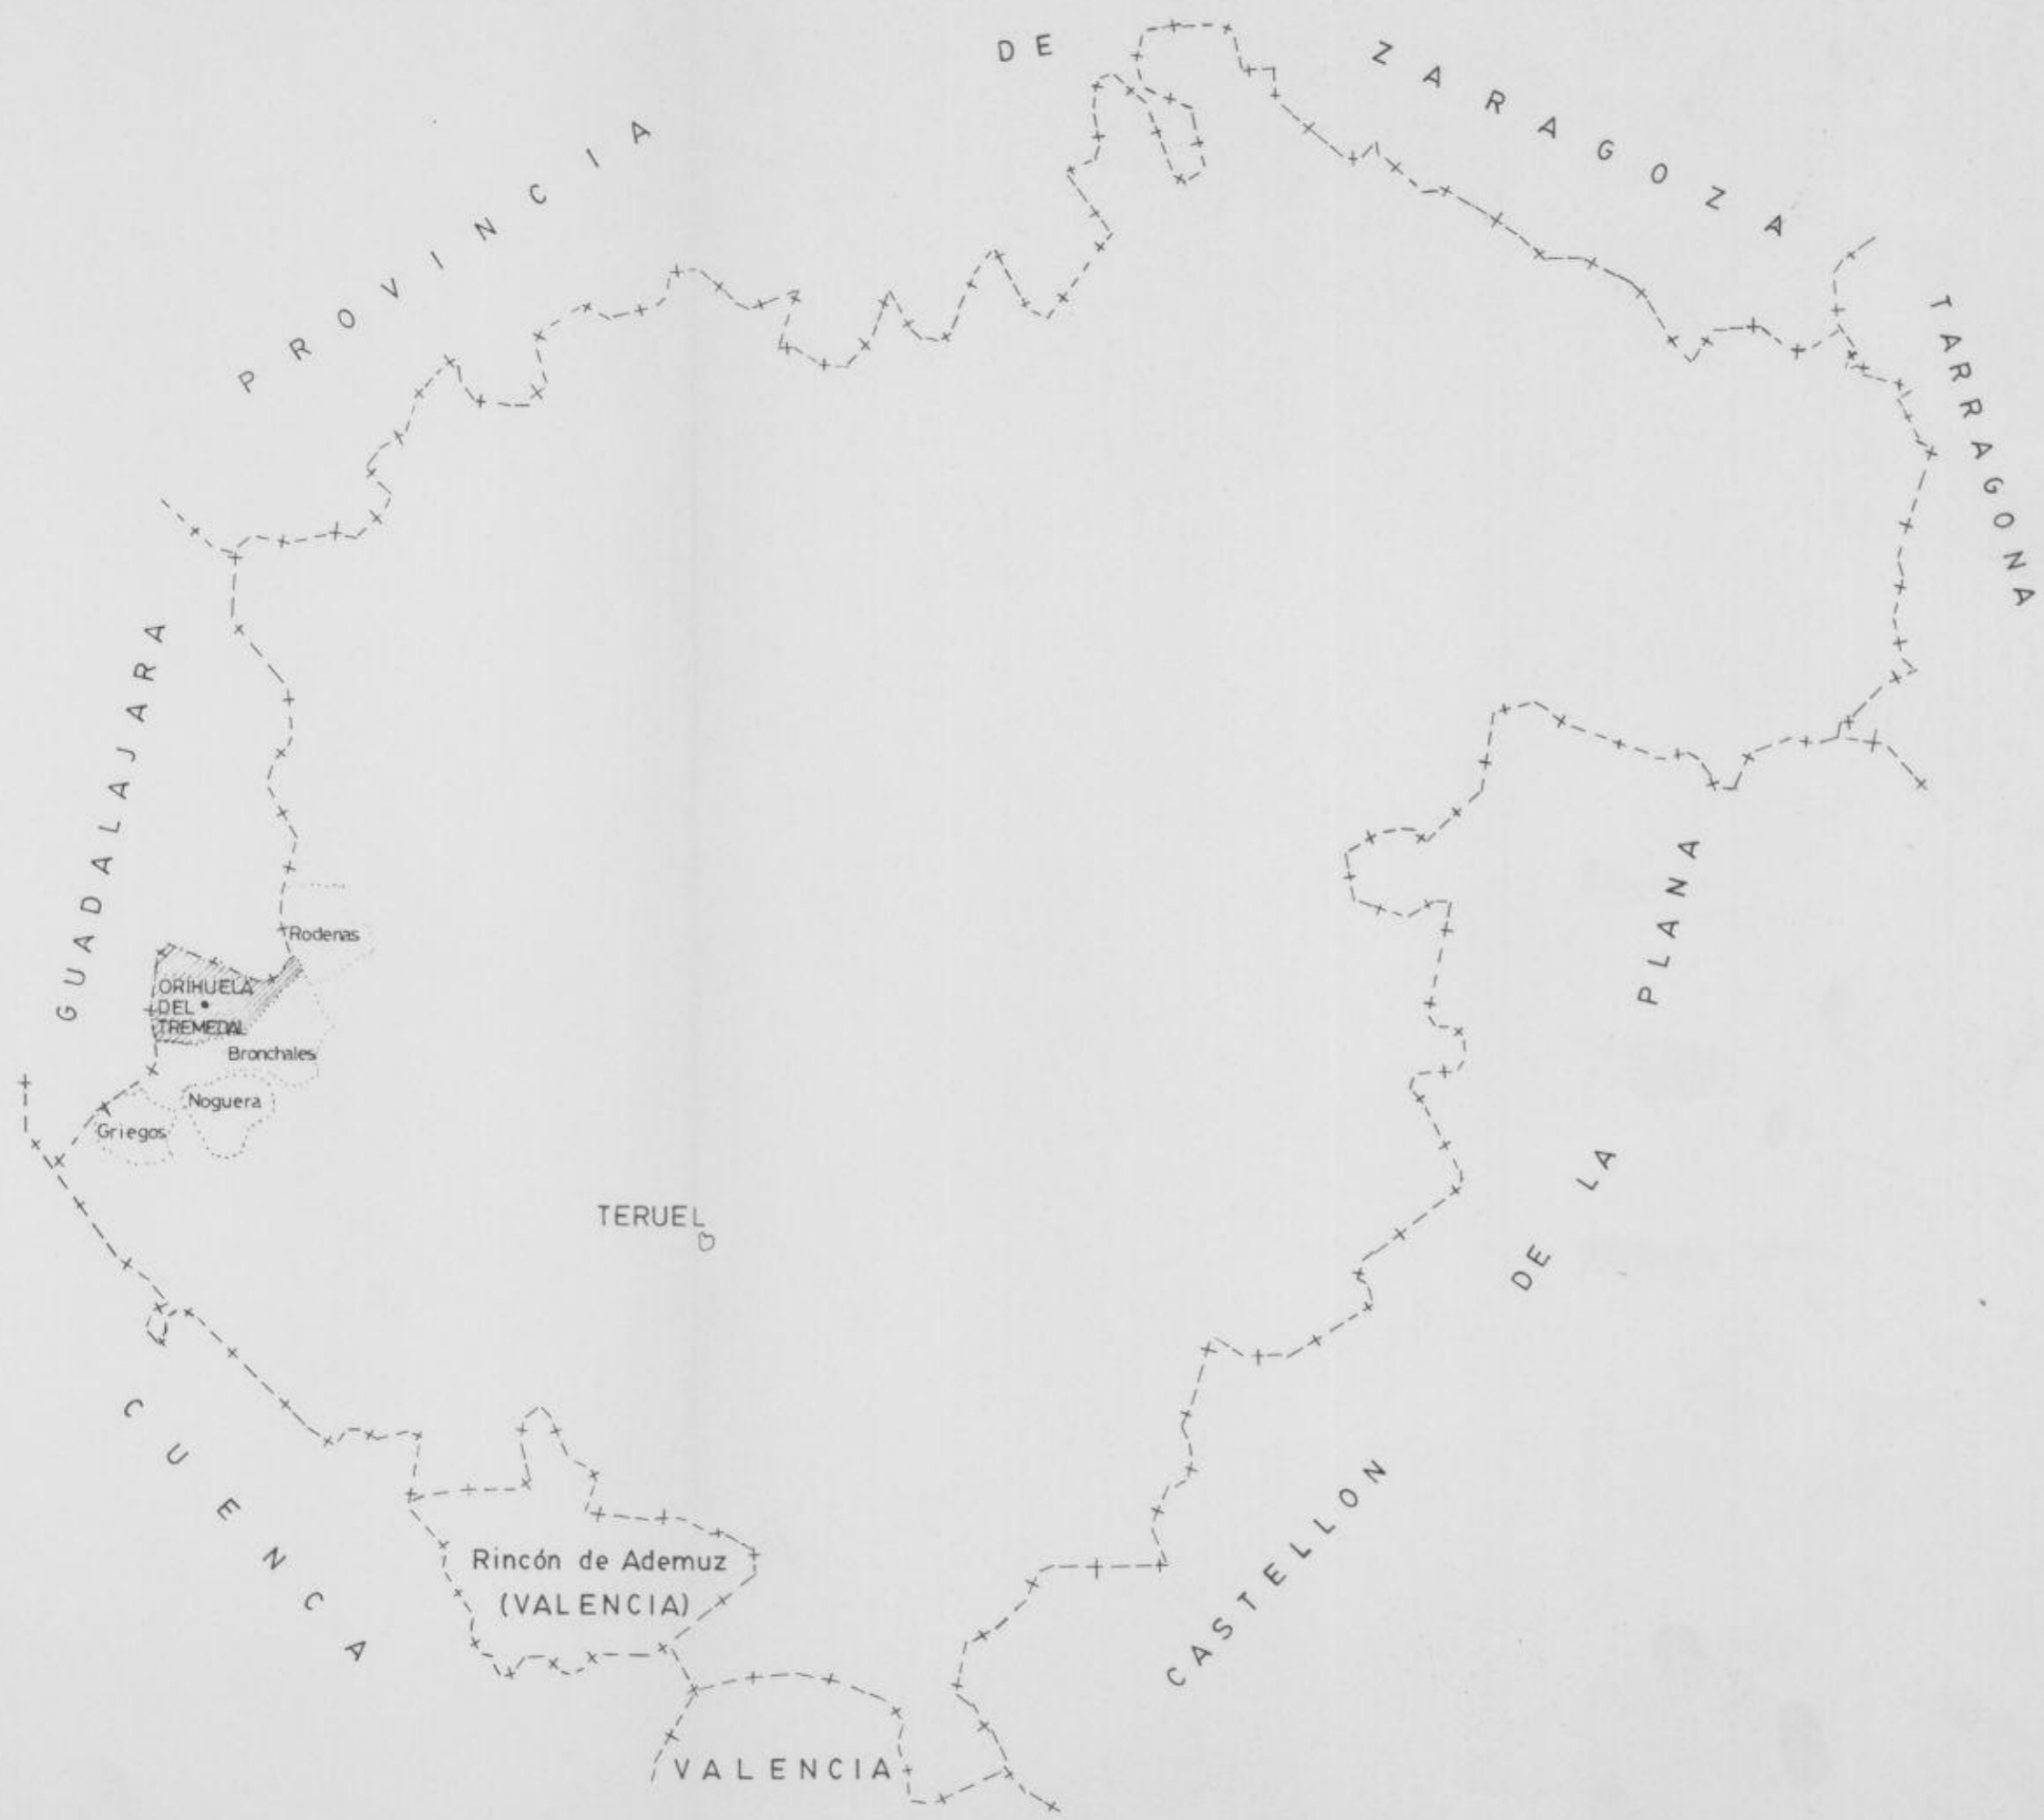 PROVINCIA DE ZARAGOZA
TARRAGONA
GUADALAJARA
Rodenas
ORIHUELA
DEL
TREMEDAL
Bronchales
Noguera
Griegos
TERUEL
CASTELLON DE LA PLANA
CUENCA
Rincón de Ademuz
(VALENCIA)
VALENCIA